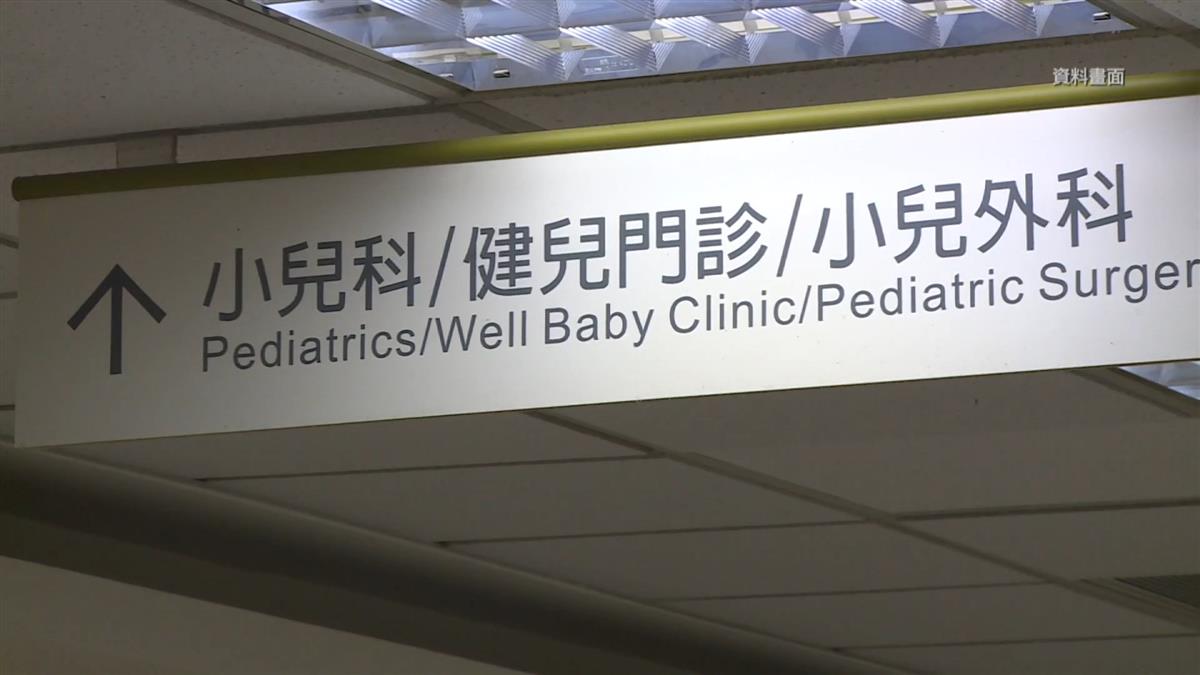 資料畫面
小兒科/健兒門診/小兒外科
Pediatrics/Well Baby Clinic/Pediatric Surger